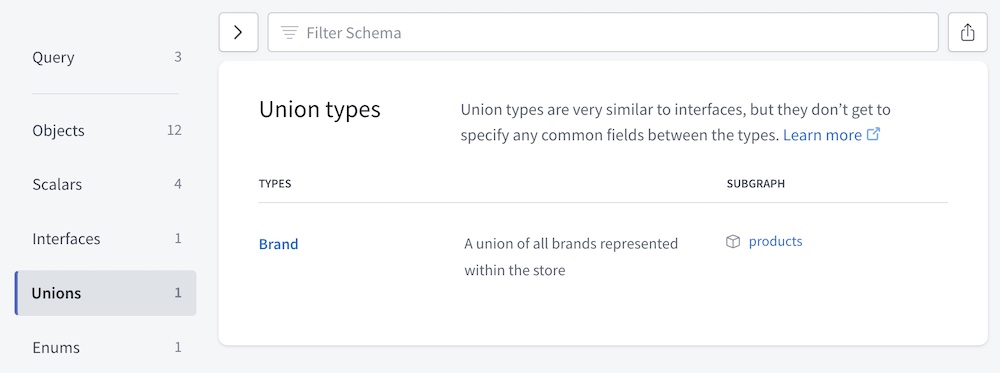 Query 3
Objects 12
Scalars 4
Interfaces 1
Unions 1
Enums 1
Filter Schema
Union types
Union types are very similar to interfaces, but they don’t get to
specify any common fields between the types. Learn more
TYPES SUBGRAPH
Brand
A union of all brands represented
within the store
products